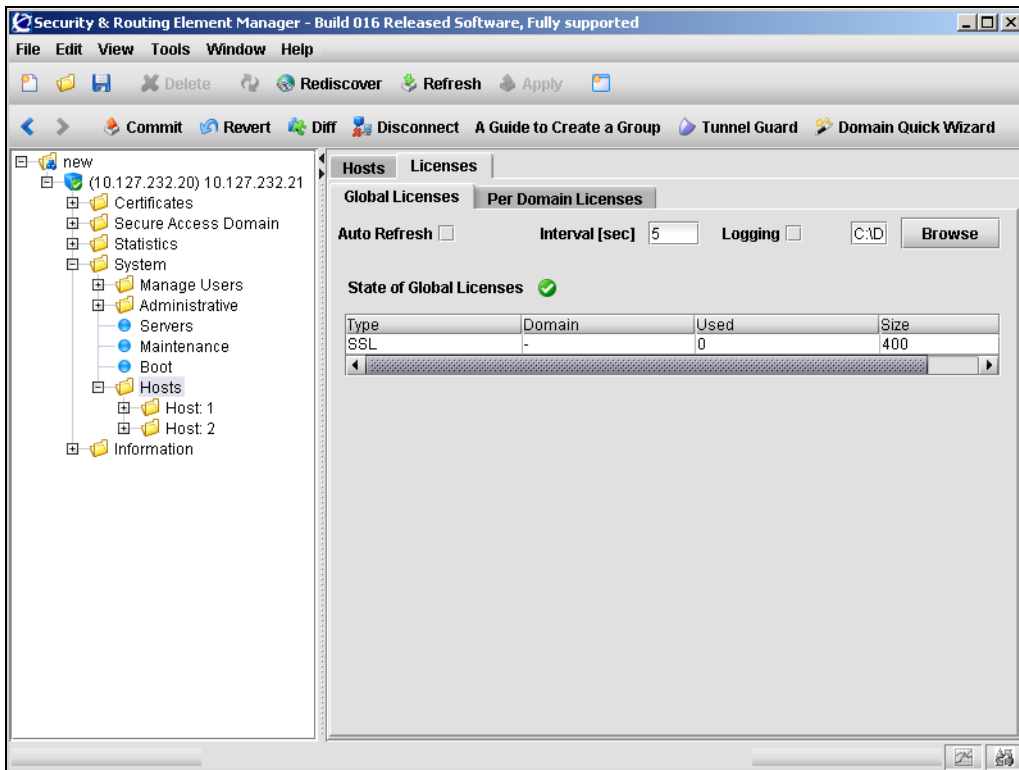 Security & Routing Element Manager - Build 016 Released Software, Fully supported
File Edit View Tools Window Help
Delete Rediscover Refresh Apply
Commit Revert Diff Disconnect A Guide to Create a Group Tunnel Guard Domain Quick Wizard
new
(10.127.232.20) 10.127.232.21
Certificates
Secure Access Domain
Statistics
System
Manage Users
Administrative
Servers
Maintenance
Boot
Hosts
Host: 1
Host: 2
Information
Hosts Licenses
Global Licenses Per Domain Licenses
Auto Refresh Interval [sec] 5 Logging C:\D Browse
State of Global Licenses
Type Domain Used Size
SSL - 0 400